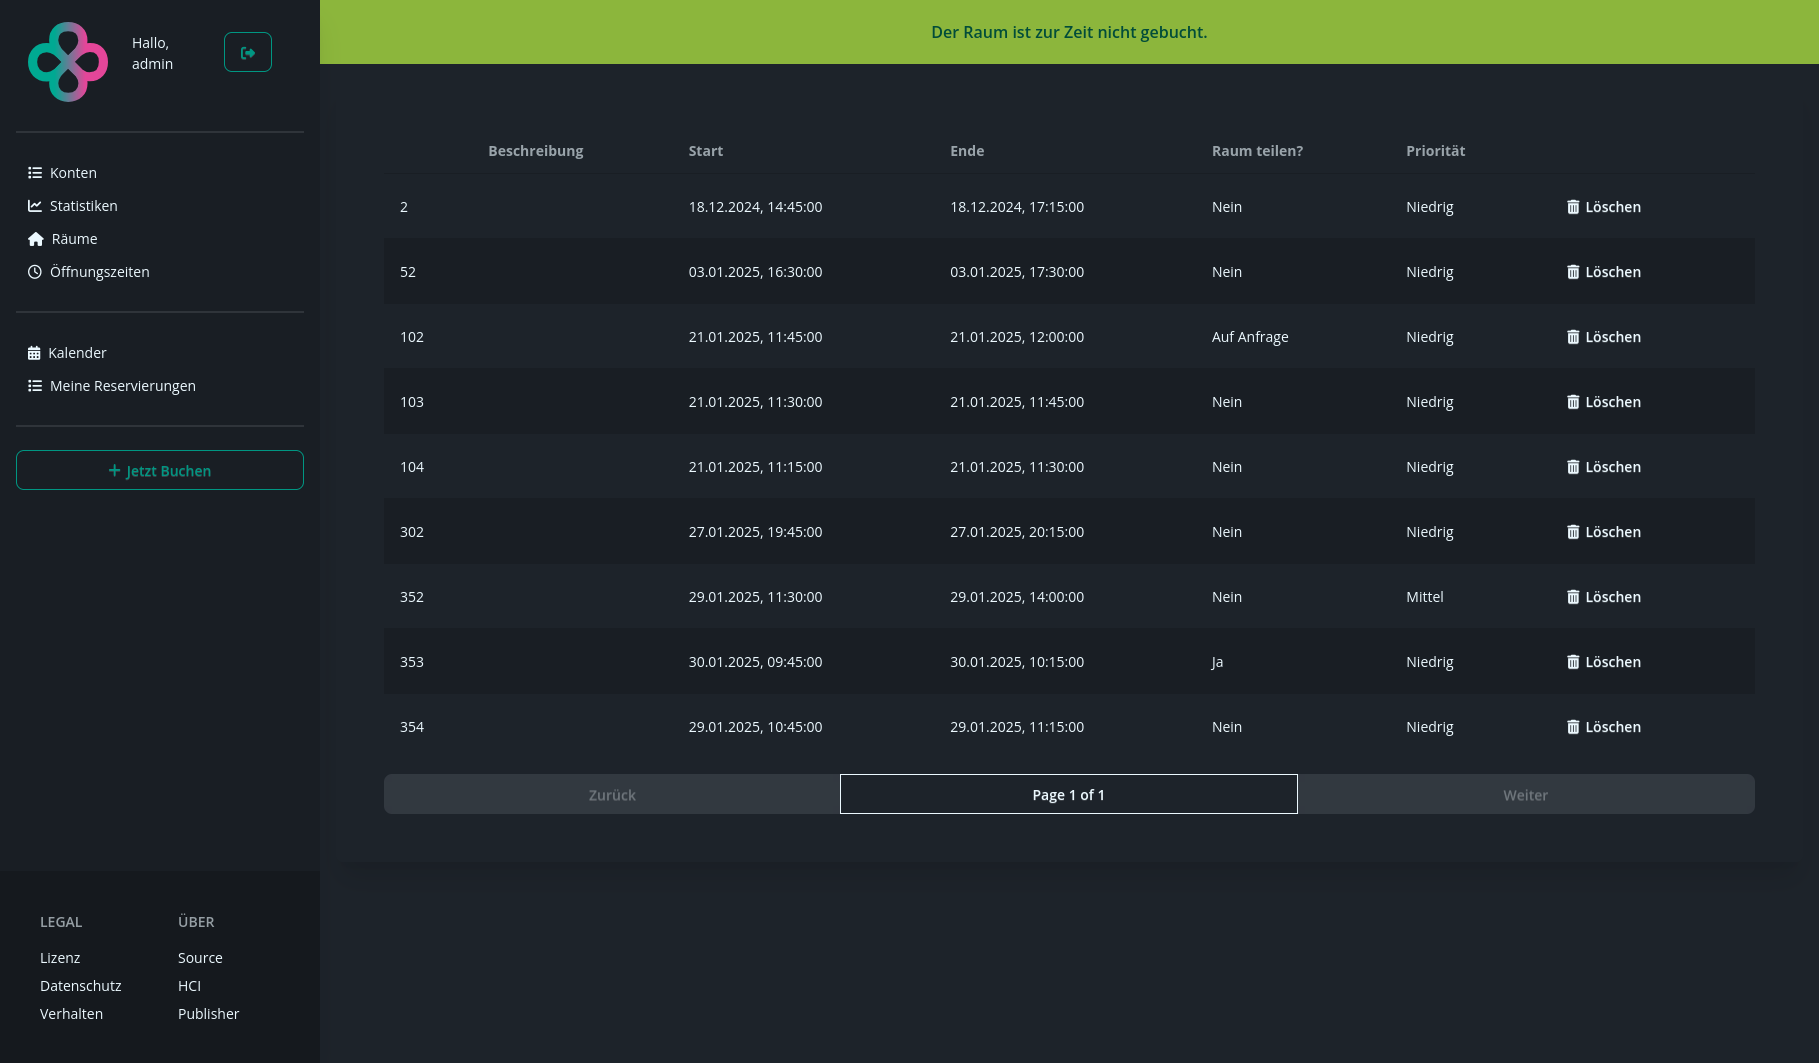 Hallo,
admin
Konten
Statistiken
Räume
Öffnungszeiten
Kalender
Meine Reservierungen
Jetzt Buchen
LEGAL ÜBER
Lizenz Source
Datenschutz HCI
Verhalten Publisher
Der Raum ist zur Zeit nicht gebucht.
Beschreibung Start Ende Raum teilen? Priorität
2 18.12.2024, 14:45:00 18.12.2024, 17:15:00 Nein Niedrig Löschen
52 03.01.2025, 16:30:00 03.01.2025, 17:30:00 Nein Niedrig Löschen
102 21.01.2025, 11:45:00 21.01.2025, 12:00:00 Auf Anfrage Niedrig Löschen
103 21.01.2025, 11:30:00 21.01.2025, 11:45:00 Nein Niedrig Löschen
104 21.01.2025, 11:15:00 21.01.2025, 11:30:00 Nein Niedrig Löschen
302 27.01.2025, 19:45:00 27.01.2025, 20:15:00 Nein Niedrig Löschen
352 29.01.2025, 11:30:00 29.01.2025, 14:00:00 Nein Mittel Löschen
353 30.01.2025, 09:45:00 30.01.2025, 10:15:00 Ja Niedrig Löschen
354 29.01.2025, 10:45:00 29.01.2025, 11:15:00 Nein Niedrig Löschen
Zurück Page 1 of 1 Weiter